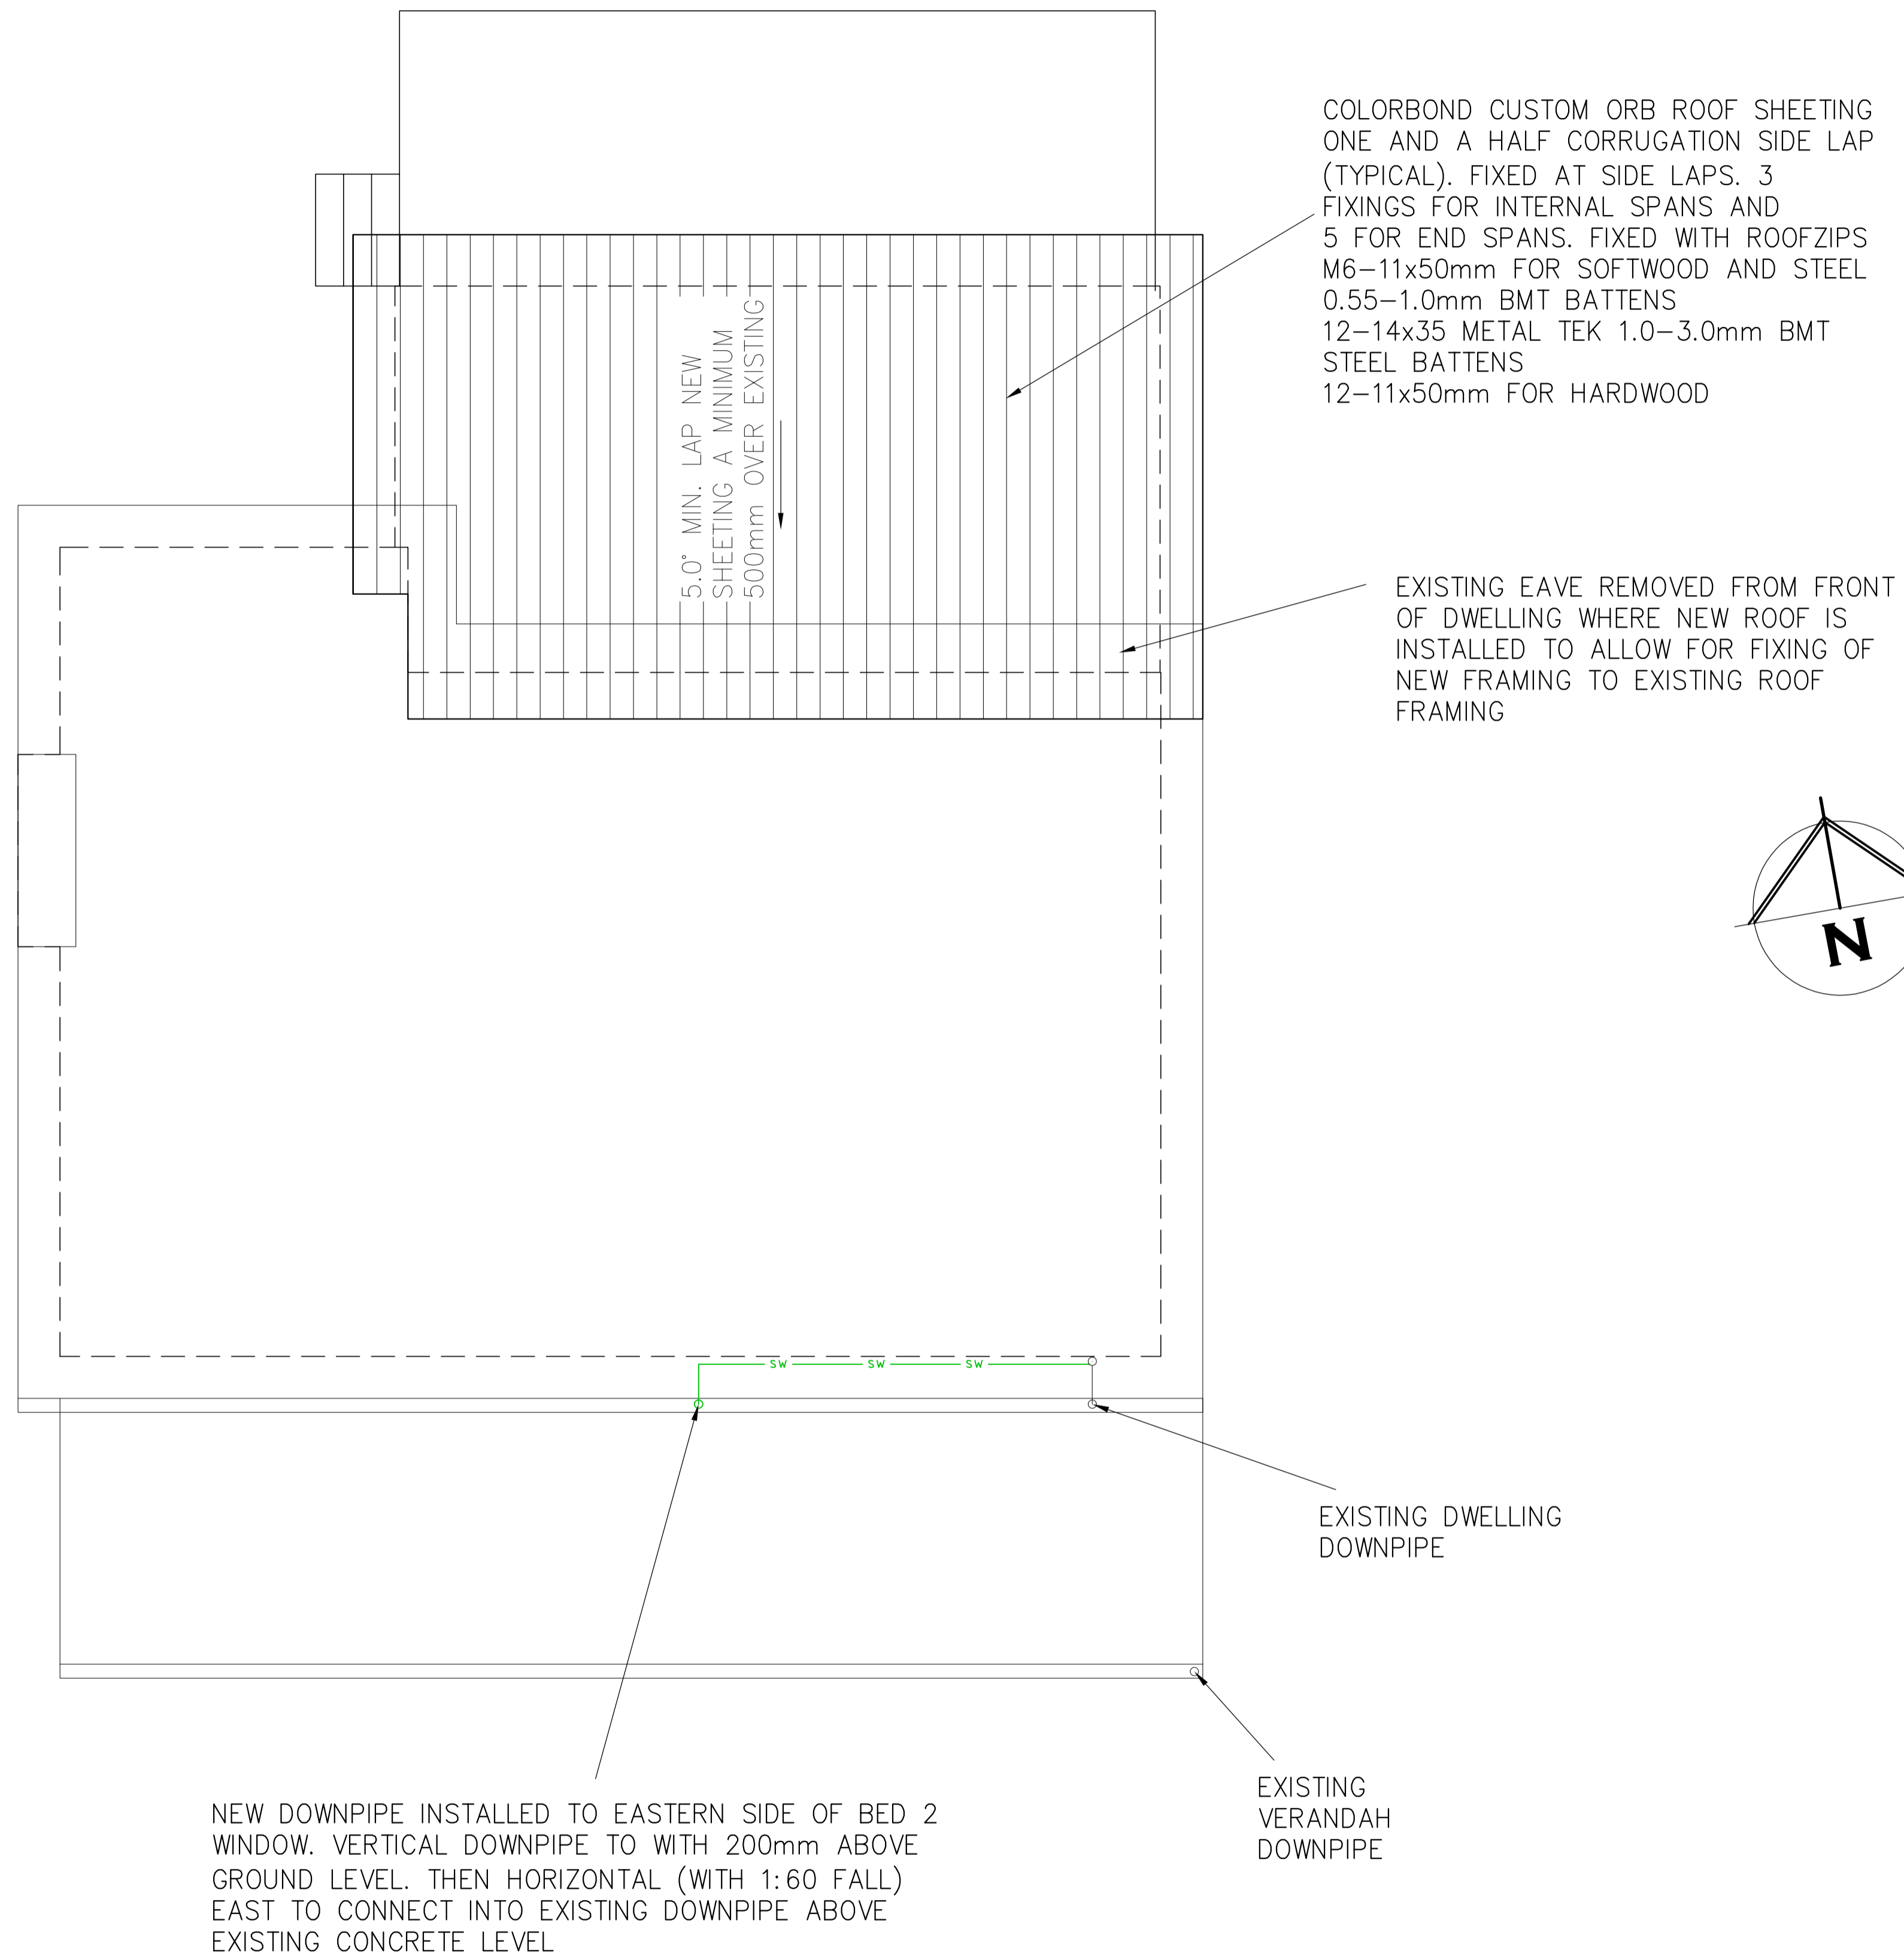 COLORBOND CUSTOM ORB ROOF SHEETING
ONE AND A HALF CORRUGATION SIDE LAP
(TYPICAL). FIXED AT SIDE LAPS. 3
FIXINGS FOR INTERNAL SPANS AND
5 FOR END SPANS. FIXED WITH ROOFZIPS
M6-11x50mm FOR SOFTWOOD AND STEEL
0.55-1.0mm BMT BATTENS
12-14x35 METAL TEK 1.0-3.0mm BMT
STEEL BATTENS
12-11x50mm FOR HARDWOOD
5.0° MIN. LAP NEW
SHEETING A MINIMUM
500mm OVER EXISTING
EXISTING EAVE REMOVED FROM FRONT
OF DWELLING WHERE NEW ROOF IS
INSTALLED TO ALLOW FOR FIXING OF
NEW FRAMING TO EXISTING ROOF
FRAMING
N
SW SW SW
EXISTING DWELLING
DOWNPIPE
EXISTING
VERANDAH
DOWNPIPE
NEW DOWNPIPE INSTALLED TO EASTERN SIDE OF BED 2
WINDOW. VERTICAL DOWNPIPE TO WITH 200mm ABOVE
GROUND LEVEL. THEN HORIZONTAL (WITH 1:60 FALL)
EAST TO CONNECT INTO EXISTING DOWNPIPE ABOVE
EXISTING CONCRETE LEVEL